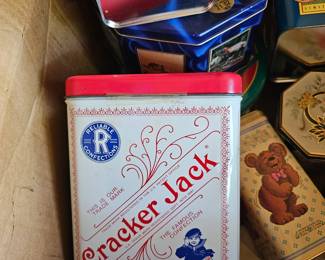 RELIABLE
R
CONFECTIONS
THIS IS OUR
TRADE MARK
Cracker Jack
THE FAMOUS
CONFECTION